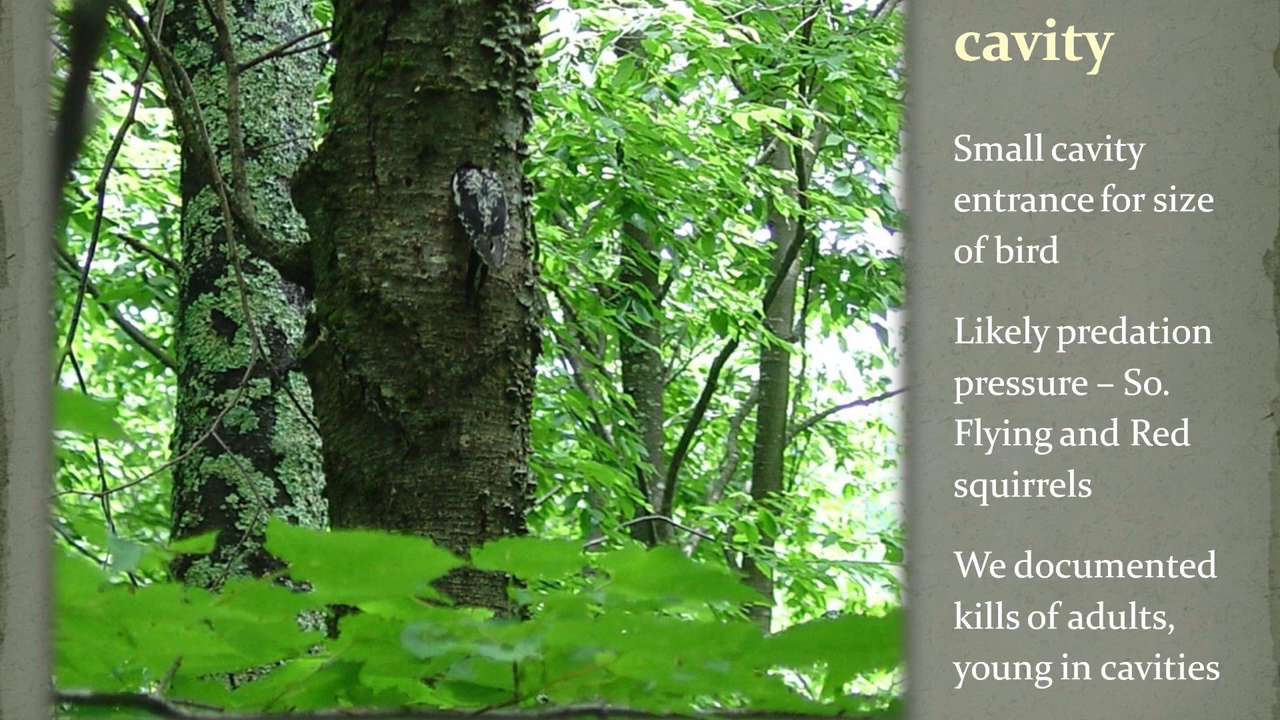 cavity
Small cavity
entrance for size
of bird
Likely predation
pressure – So.
Flying and Red
squirrels
We documented
kills of adults,
young in cavities